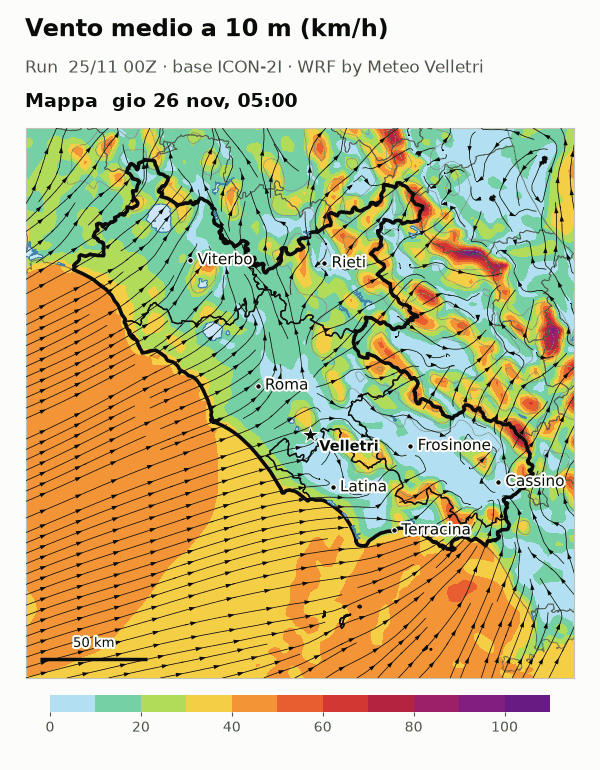 Vento medio a 10 m (km/h)
Run  25/11 00Z · base ICON-2I · WRF by Meteo Velletri
Mappa  gio 26 nov, 05:00
Viterbo
Rieti
Roma
Velletri
Frosinone
Cassino
Latina
Terracina
50 km
0 20 40 60 80 100